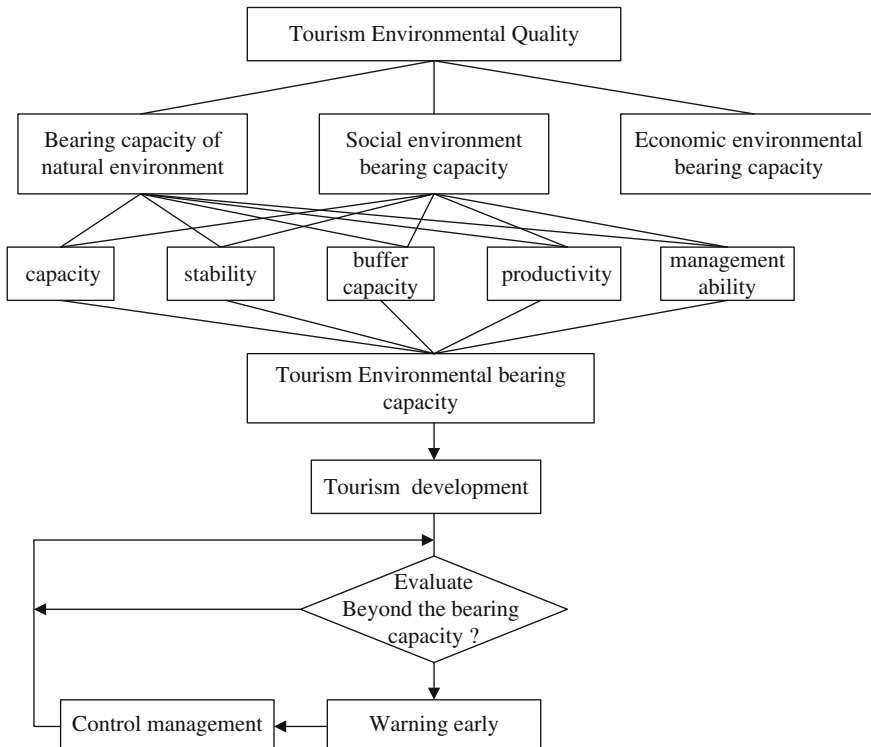 Tourism Environmental Quality
Bearing capacity of
natural environment
Social environment
bearing capacity
Economic environmental
bearing capacity
capacity
stability
buffer
capacity
productivity
management
ability
Tourism Environmental bearing
capacity
Tourism development
Evaluate
Beyond the bearing
capacity ?
Control management
Warning early